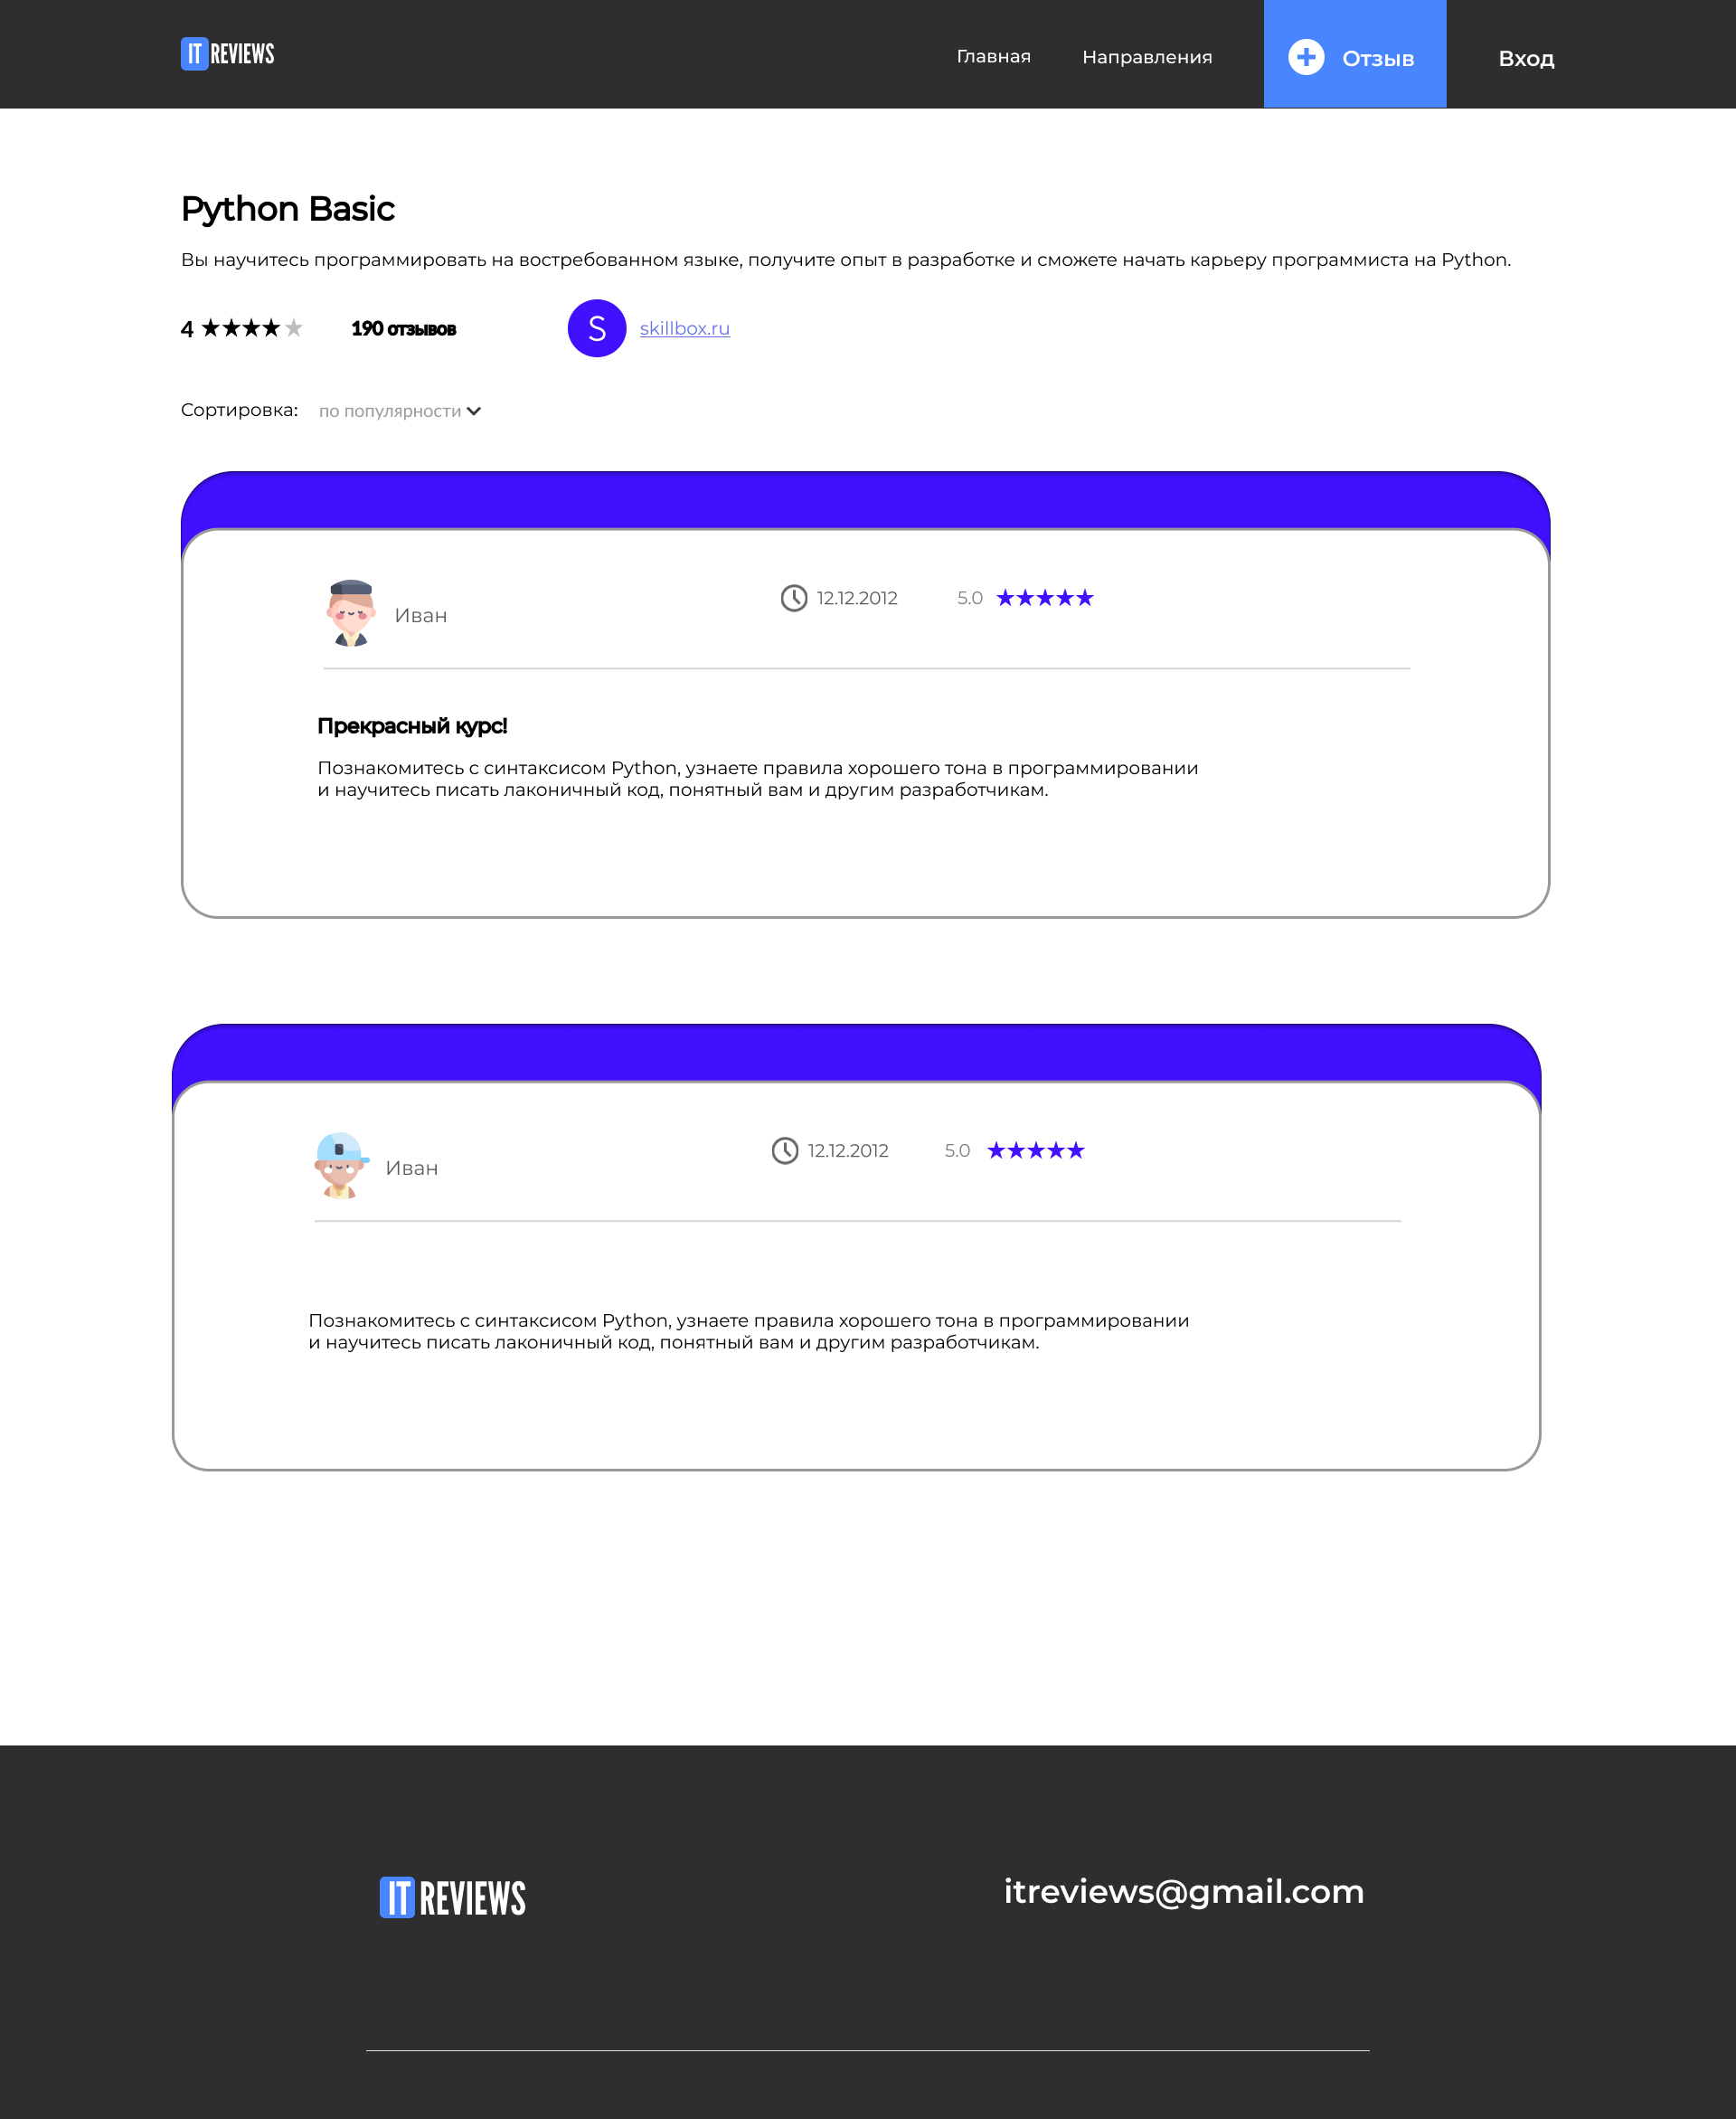 IT REVIEWS
Главная
Направления
Отзыв
Вход
Python Basic
Вы научитесь программировать на востребованном языке, получите опыт в разработке и сможете начать карьеру программиста на Python.
4 ★★★★★
190 отзывов
S skillbox.ru
Сортировка: по популярности
Иван
12.12.2012
5.0 ★★★★★
Прекрасный курс!
Познакомитесь с синтаксисом Python, узнаете правила хорошего тона в программировании
и научитесь писать лаконичный код, понятный вам и другим разработчикам.
Иван
12.12.2012
5.0 ★★★★★
Познакомитесь с синтаксисом Python, узнаете правила хорошего тона в программировании
и научитесь писать лаконичный код, понятный вам и другим разработчикам.
IT REVIEWS
itreviews@gmail.com